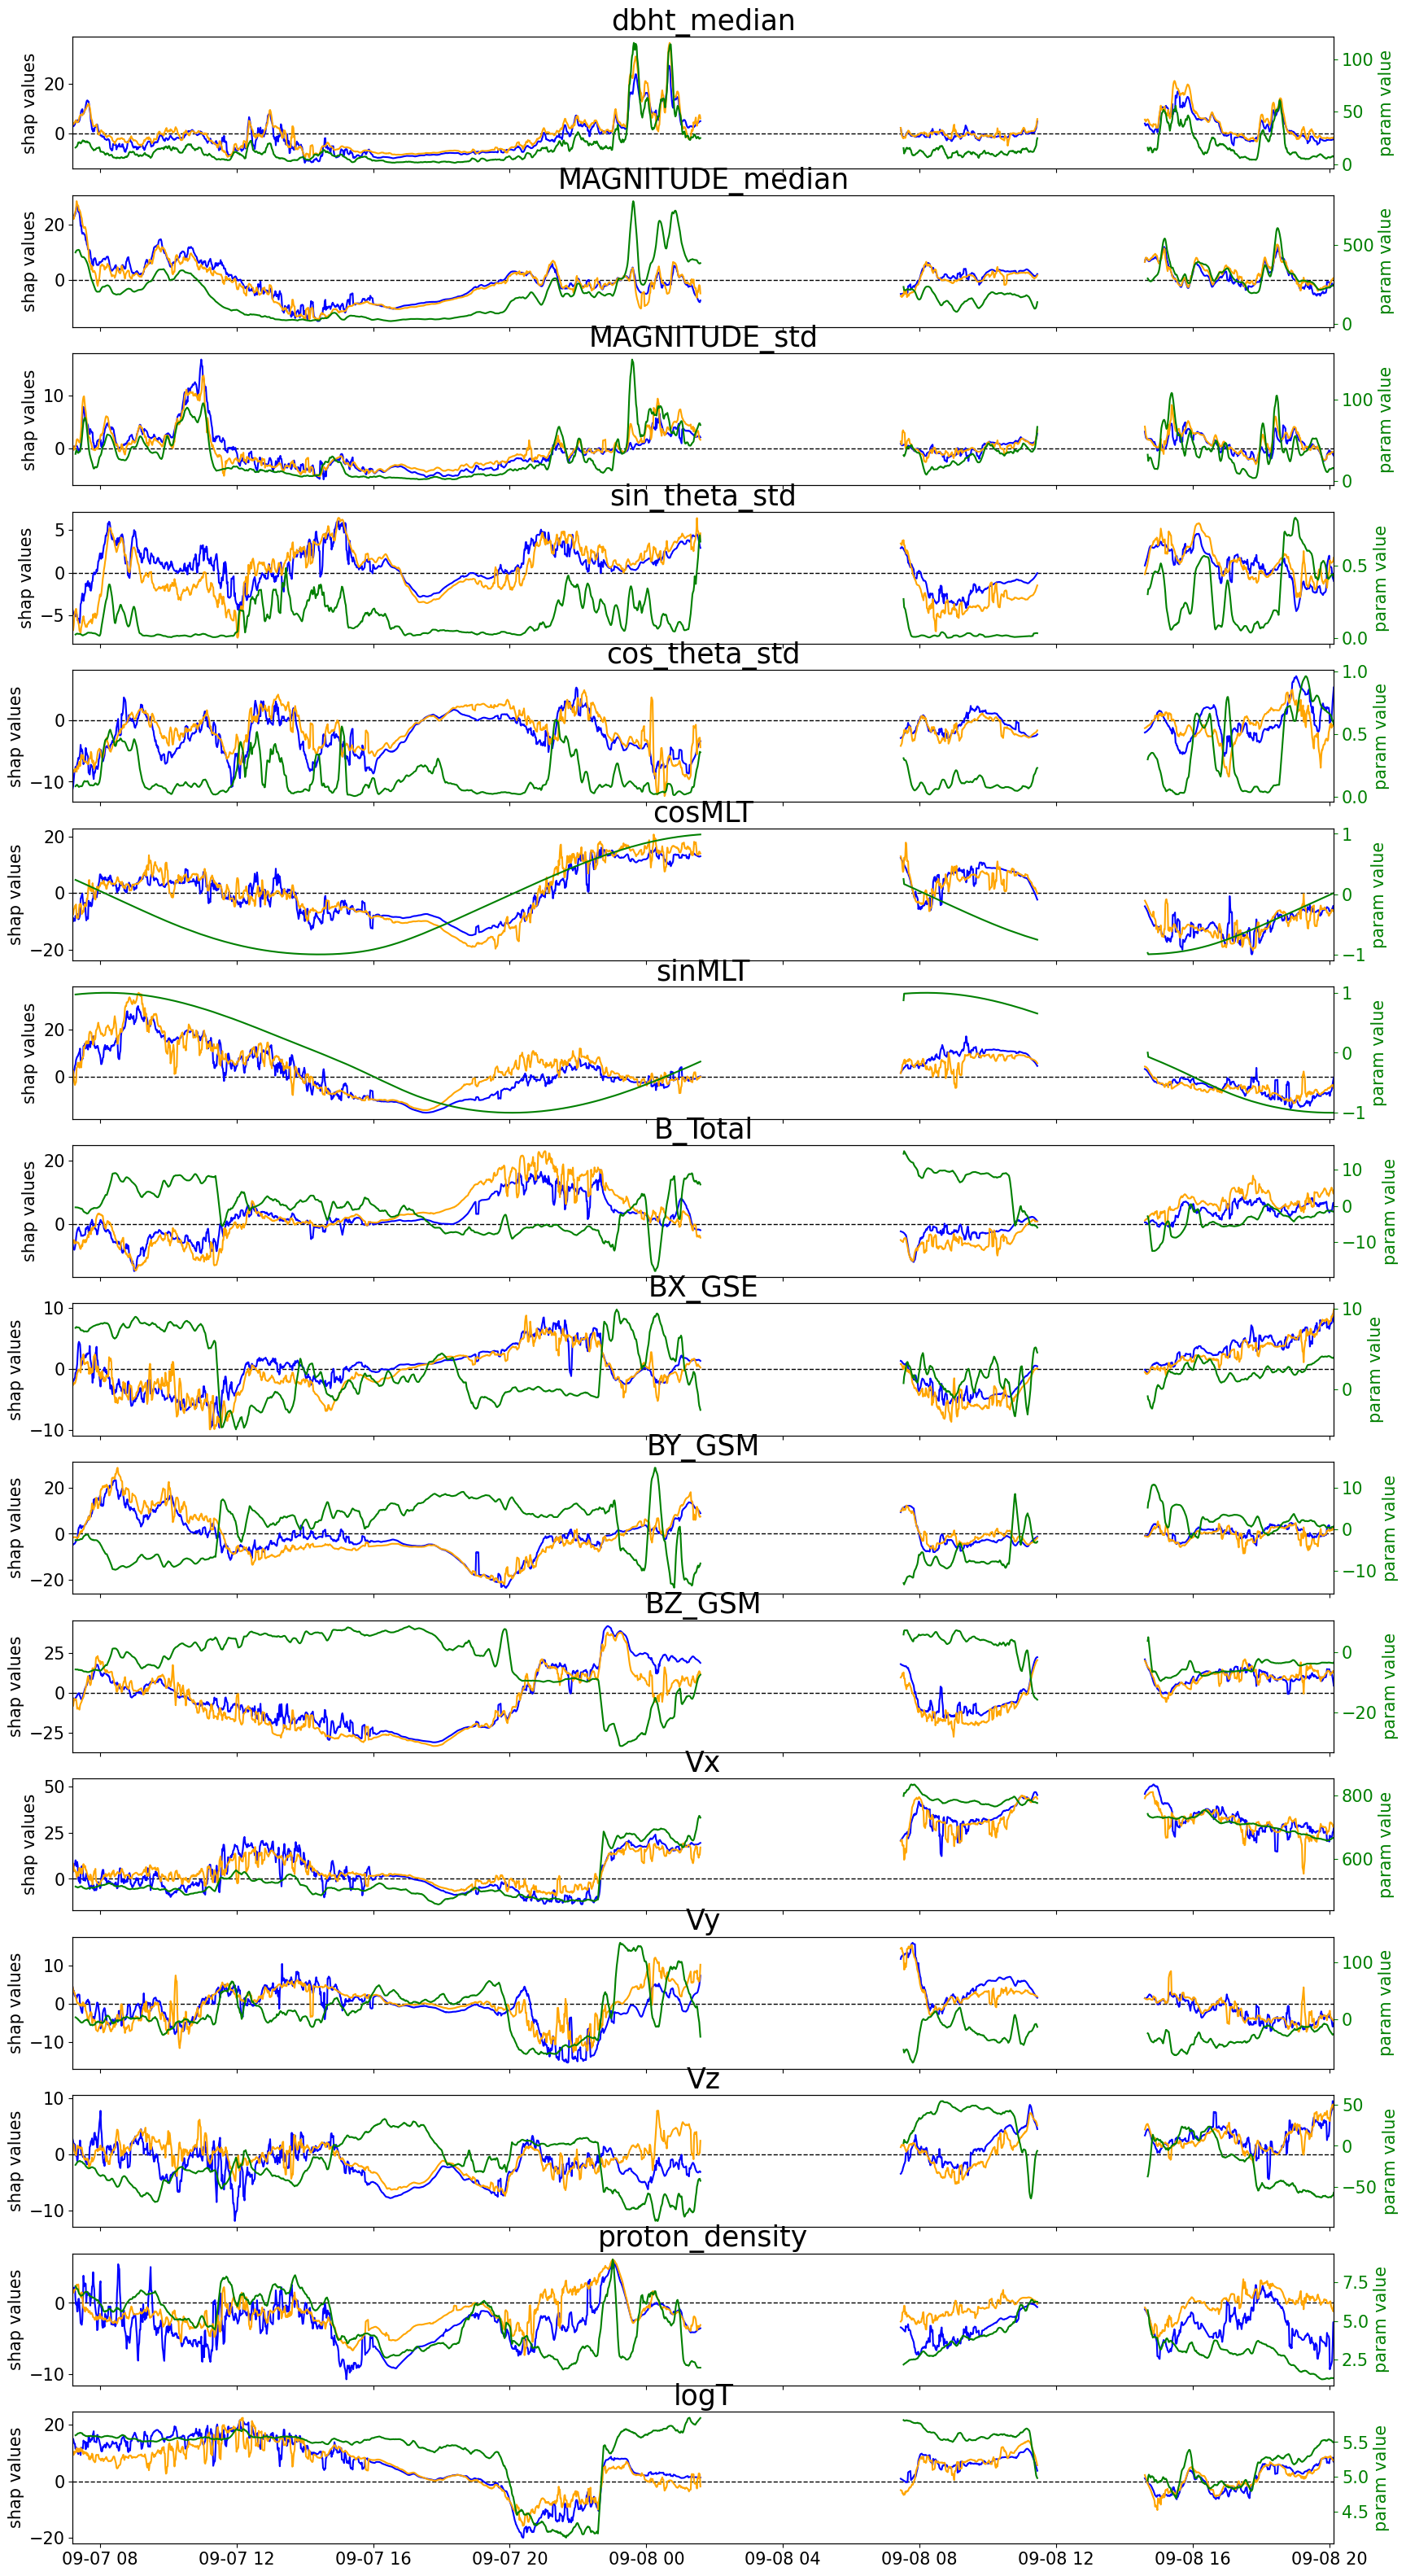 dbht_median
shap values
20
0
100
50
0
param value
MAGNITUDE_median
shap values
20
0
500
0
param value
MAGNITUDE_std
shap values
10
0
100
0
param value
sin_theta_std
shap values
5
0
−5
0.5
0.0
param value
cos_theta_std
shap values
0
−10
1.0
0.5
0.0
param value
cosMLT
shap values
20
0
−20
1
0
−1
param value
sinMLT
shap values
20
0
1
0
−1
param value
B_Total
shap values
20
0
10
0
−10
param value
BX_GSE
shap values
10
0
−10
10
0
param value
BY_GSM
shap values
20
0
−20
10
0
−10
param value
BZ_GSM
shap values
25
0
−25
0
−20
param value
Vx
shap values
50
25
0
800
600
param value
Vy
shap values
10
0
−10
100
0
param value
Vz
shap values
10
0
−10
50
0
−50
param value
proton_density
shap values
0
−10
7.5
5.0
2.5
param value
logT
shap values
20
0
−20
5.5
5.0
4.5
param value
09-07 08 09-07 12 09-07 16 09-07 20 09-08 00 09-08 04 09-08 08 09-08 12 09-08 16 09-08 20